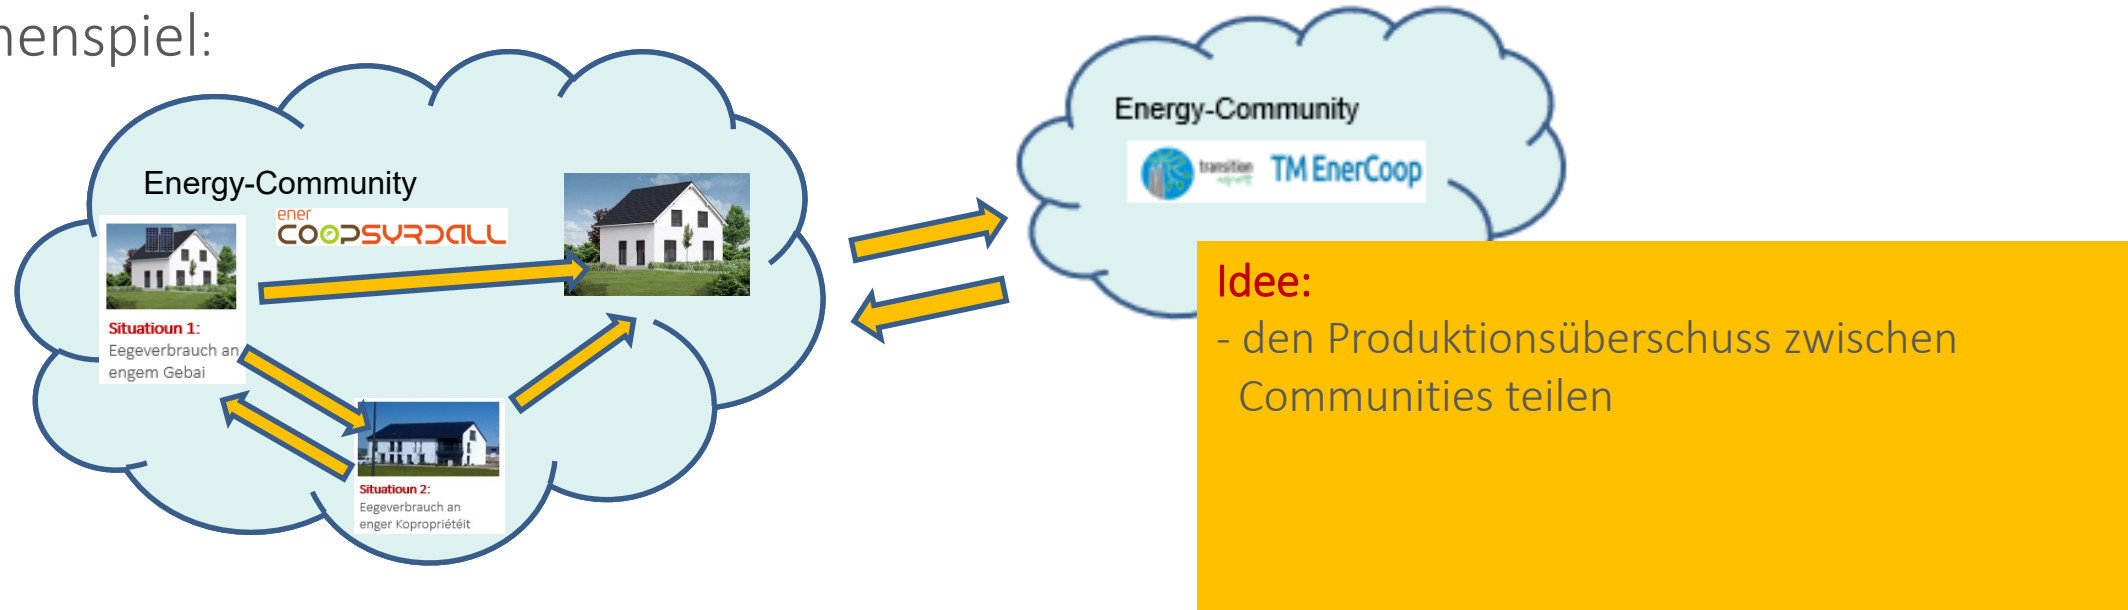 nenspiel:
Energy-Community
ener
COOPSYRDALL
Situatioun 1:
Eegeverbrauch an
engem Gebai
Situatioun 2:
Eegeverbrauch an
enger Kopropriétéit
Energy-Community
transition
TM EnerCoop
Idee:
- den Produktionsüberschuss zwischen
Communities teilen